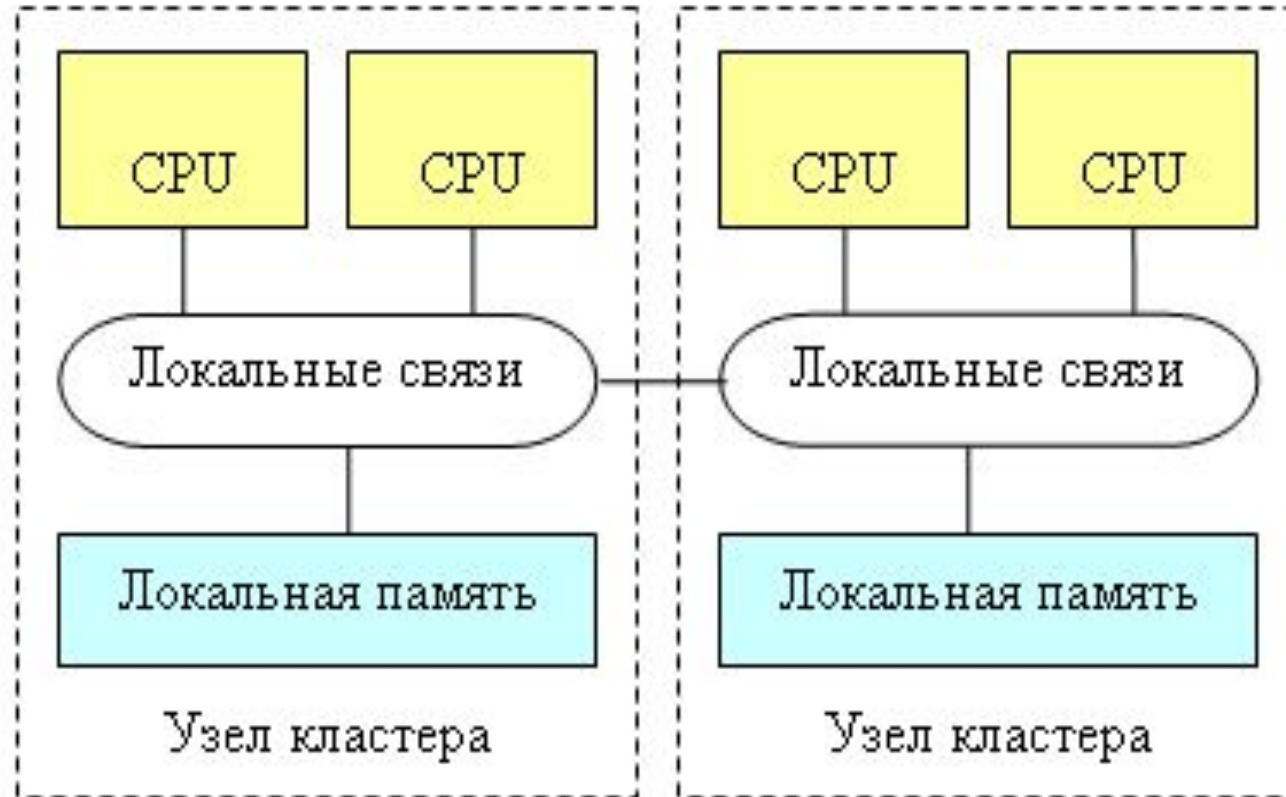 CPU CPU CPU CPU
Локальные связи Локальные связи
Локальная память Локальная память
Узел кластера Узел кластера